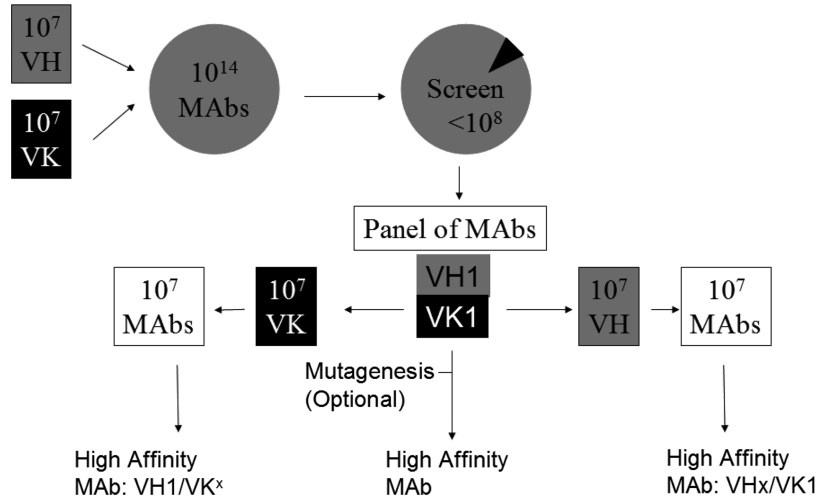 10⁷
VH
10⁷
VK
10¹⁴
MAbs
Screen
<10⁸
Panel of MAbs
VH1
VK1
10⁷
MAbs
10⁷
VK
10⁷
VH
10⁷
MAbs
Mutagenesis
(Optional)
High Affinity
MAb: VH1/VKˣ
High Affinity
MAb
High Affinity
MAb: VHx/VK1